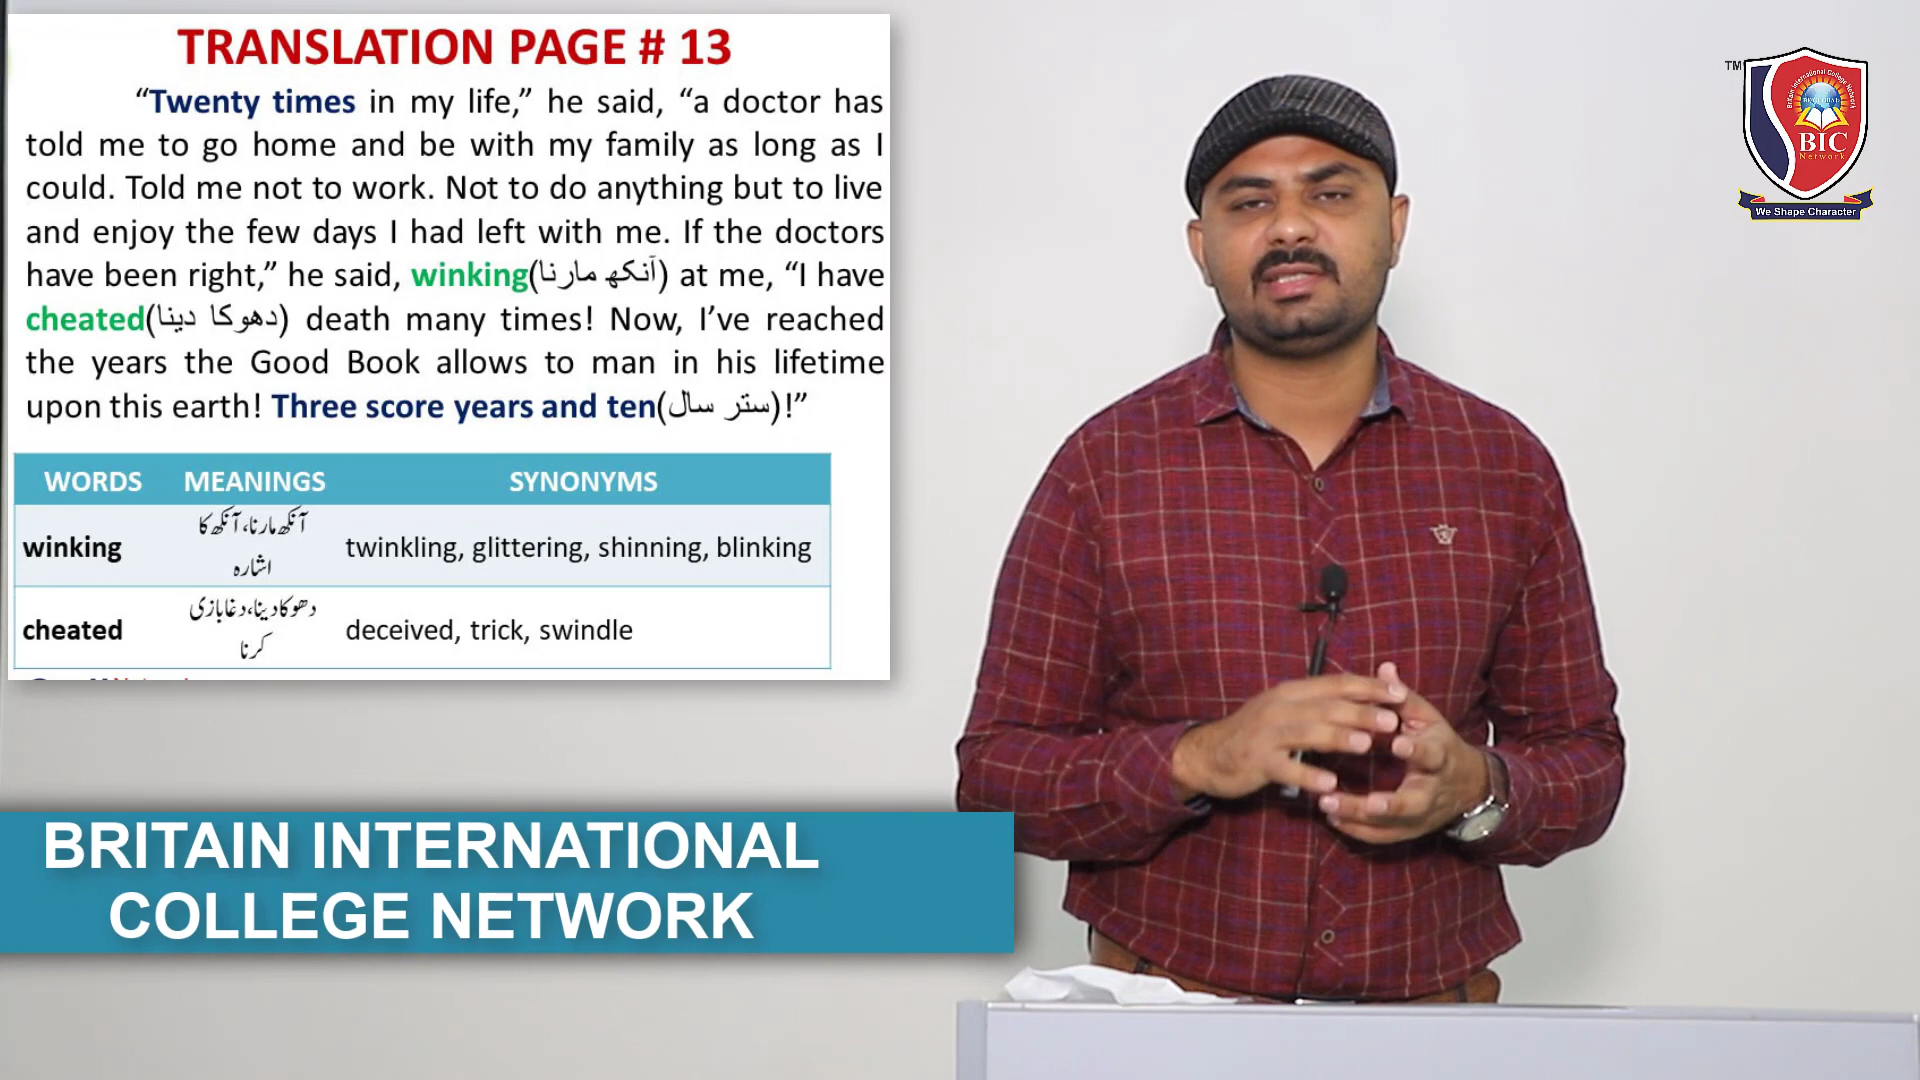 TRANSLATION PAGE # 13
“Twenty times in my life,” he said, “a doctor has
told me to go home and be with my family as long as I
could. Told me not to work. Not to do anything but to live
and enjoy the few days I had left with me. If the doctors
have been right,” he said, winking(آنکھ مارنا) at me, “I have
cheated(دھوکا دینا) death many times! Now, I’ve reached
the years the Good Book allows to man in his lifetime
upon this earth! Three score years and ten(ستر سال)!”
WORDS MEANINGS SYNONYMS
winking آنکھ مارنا، آنکھ کا twinkling, glittering, shinning, blinking
اشارہ
cheated دھوکا دینا، دغا بازی deceived, trick, swindle
کرنا
TM
Britain International College Network
BIC
Network
We Shape Character
BRITAIN INTERNATIONAL
COLLEGE NETWORK